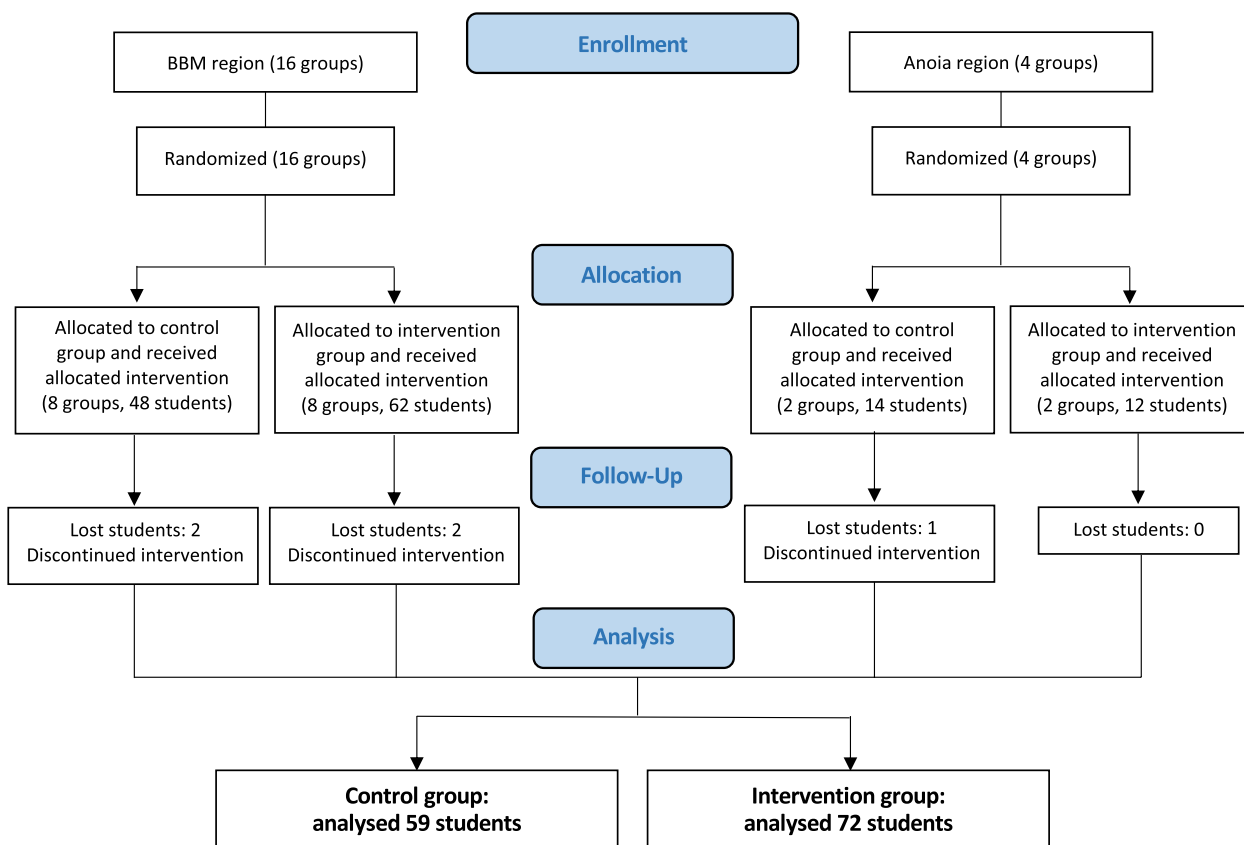 Enrollment
BBM region (16 groups)
Anoia region (4 groups)
Randomized (16 groups)
Randomized (4 groups)
Allocation
Allocated to control
group and received
allocated intervention
(8 groups, 48 students)
Allocated to intervention
group and received
allocated intervention
(8 groups, 62 students)
Allocated to control
group and received
allocated intervention
(2 groups, 14 students)
Allocated to intervention
group and received
allocated intervention
(2 groups, 12 students)
Follow-Up
Lost students: 2
Discontinued intervention
Lost students: 2
Discontinued intervention
Lost students: 1
Discontinued intervention
Lost students: 0
Analysis
Control group:
analysed 59 students
Intervention group:
analysed 72 students